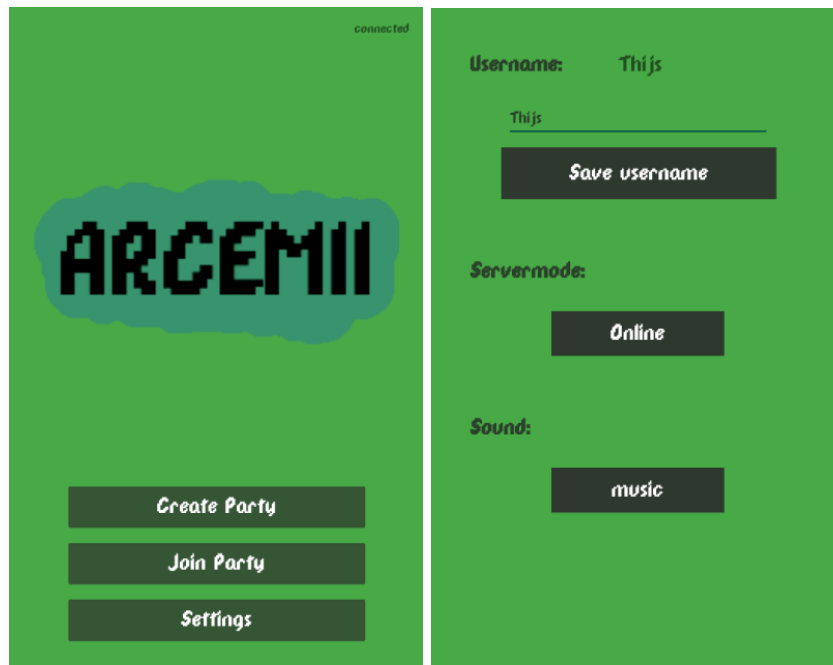 connected
ARCEMII
Create Party
Join Party
Settings
Username: Thijs
Thijs
Save username
Servermode:
Online
Sound:
music